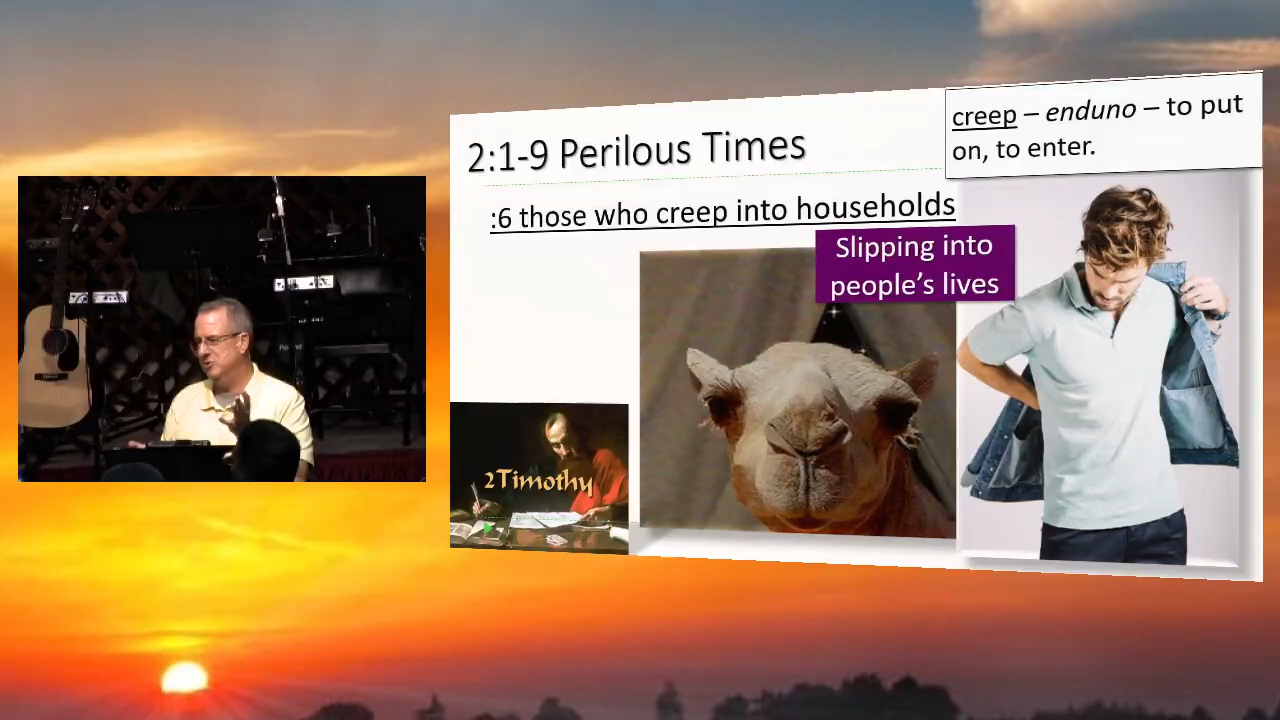 2:1-9 Perilous Times
creep – enduno – to put
on, to enter.
:6 those who creep into households
Slipping into
people’s lives
2Timothy
Roland